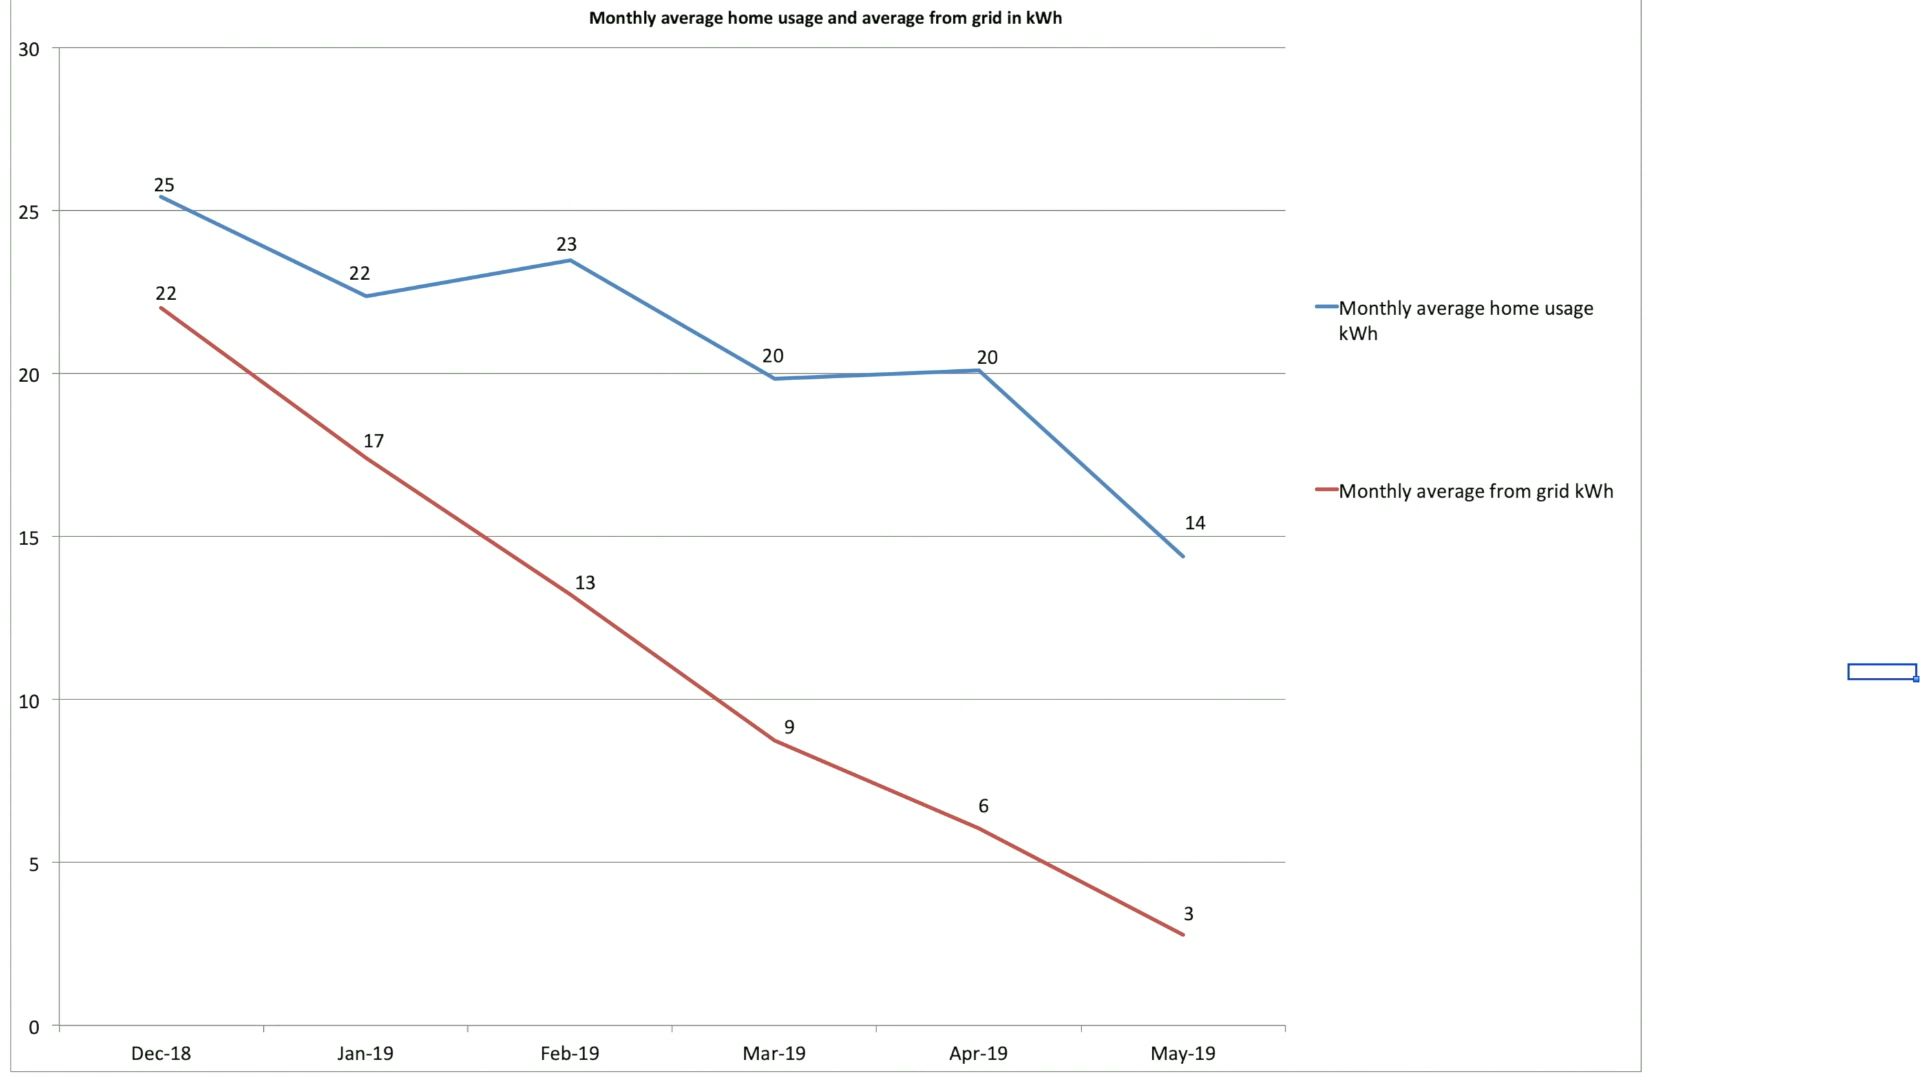 Monthly average home usage and average from grid in kWh
30
25
20
15
10
5
0
25
22
23
20
20
14
22
17
13
9
6
3
Dec-18
Jan-19
Feb-19
Mar-19
Apr-19
May-19
Monthly average home usage
kWh
Monthly average from grid kWh